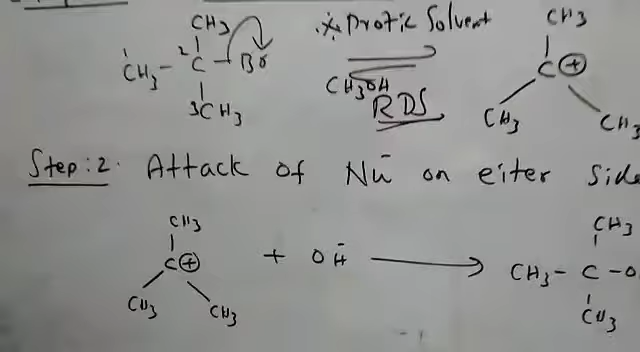 CH3 CH3
1 CH3 - 2 C - Br .*. Protic Solvent C ⊕
CH3OH
3CH3 RDS CH3 CH3
Step:2. Attack of Nu̅ on eiter side
CH3 CH3
C ⊕ + OH̅ → CH3 - C - O
CH3 CH3 CH3